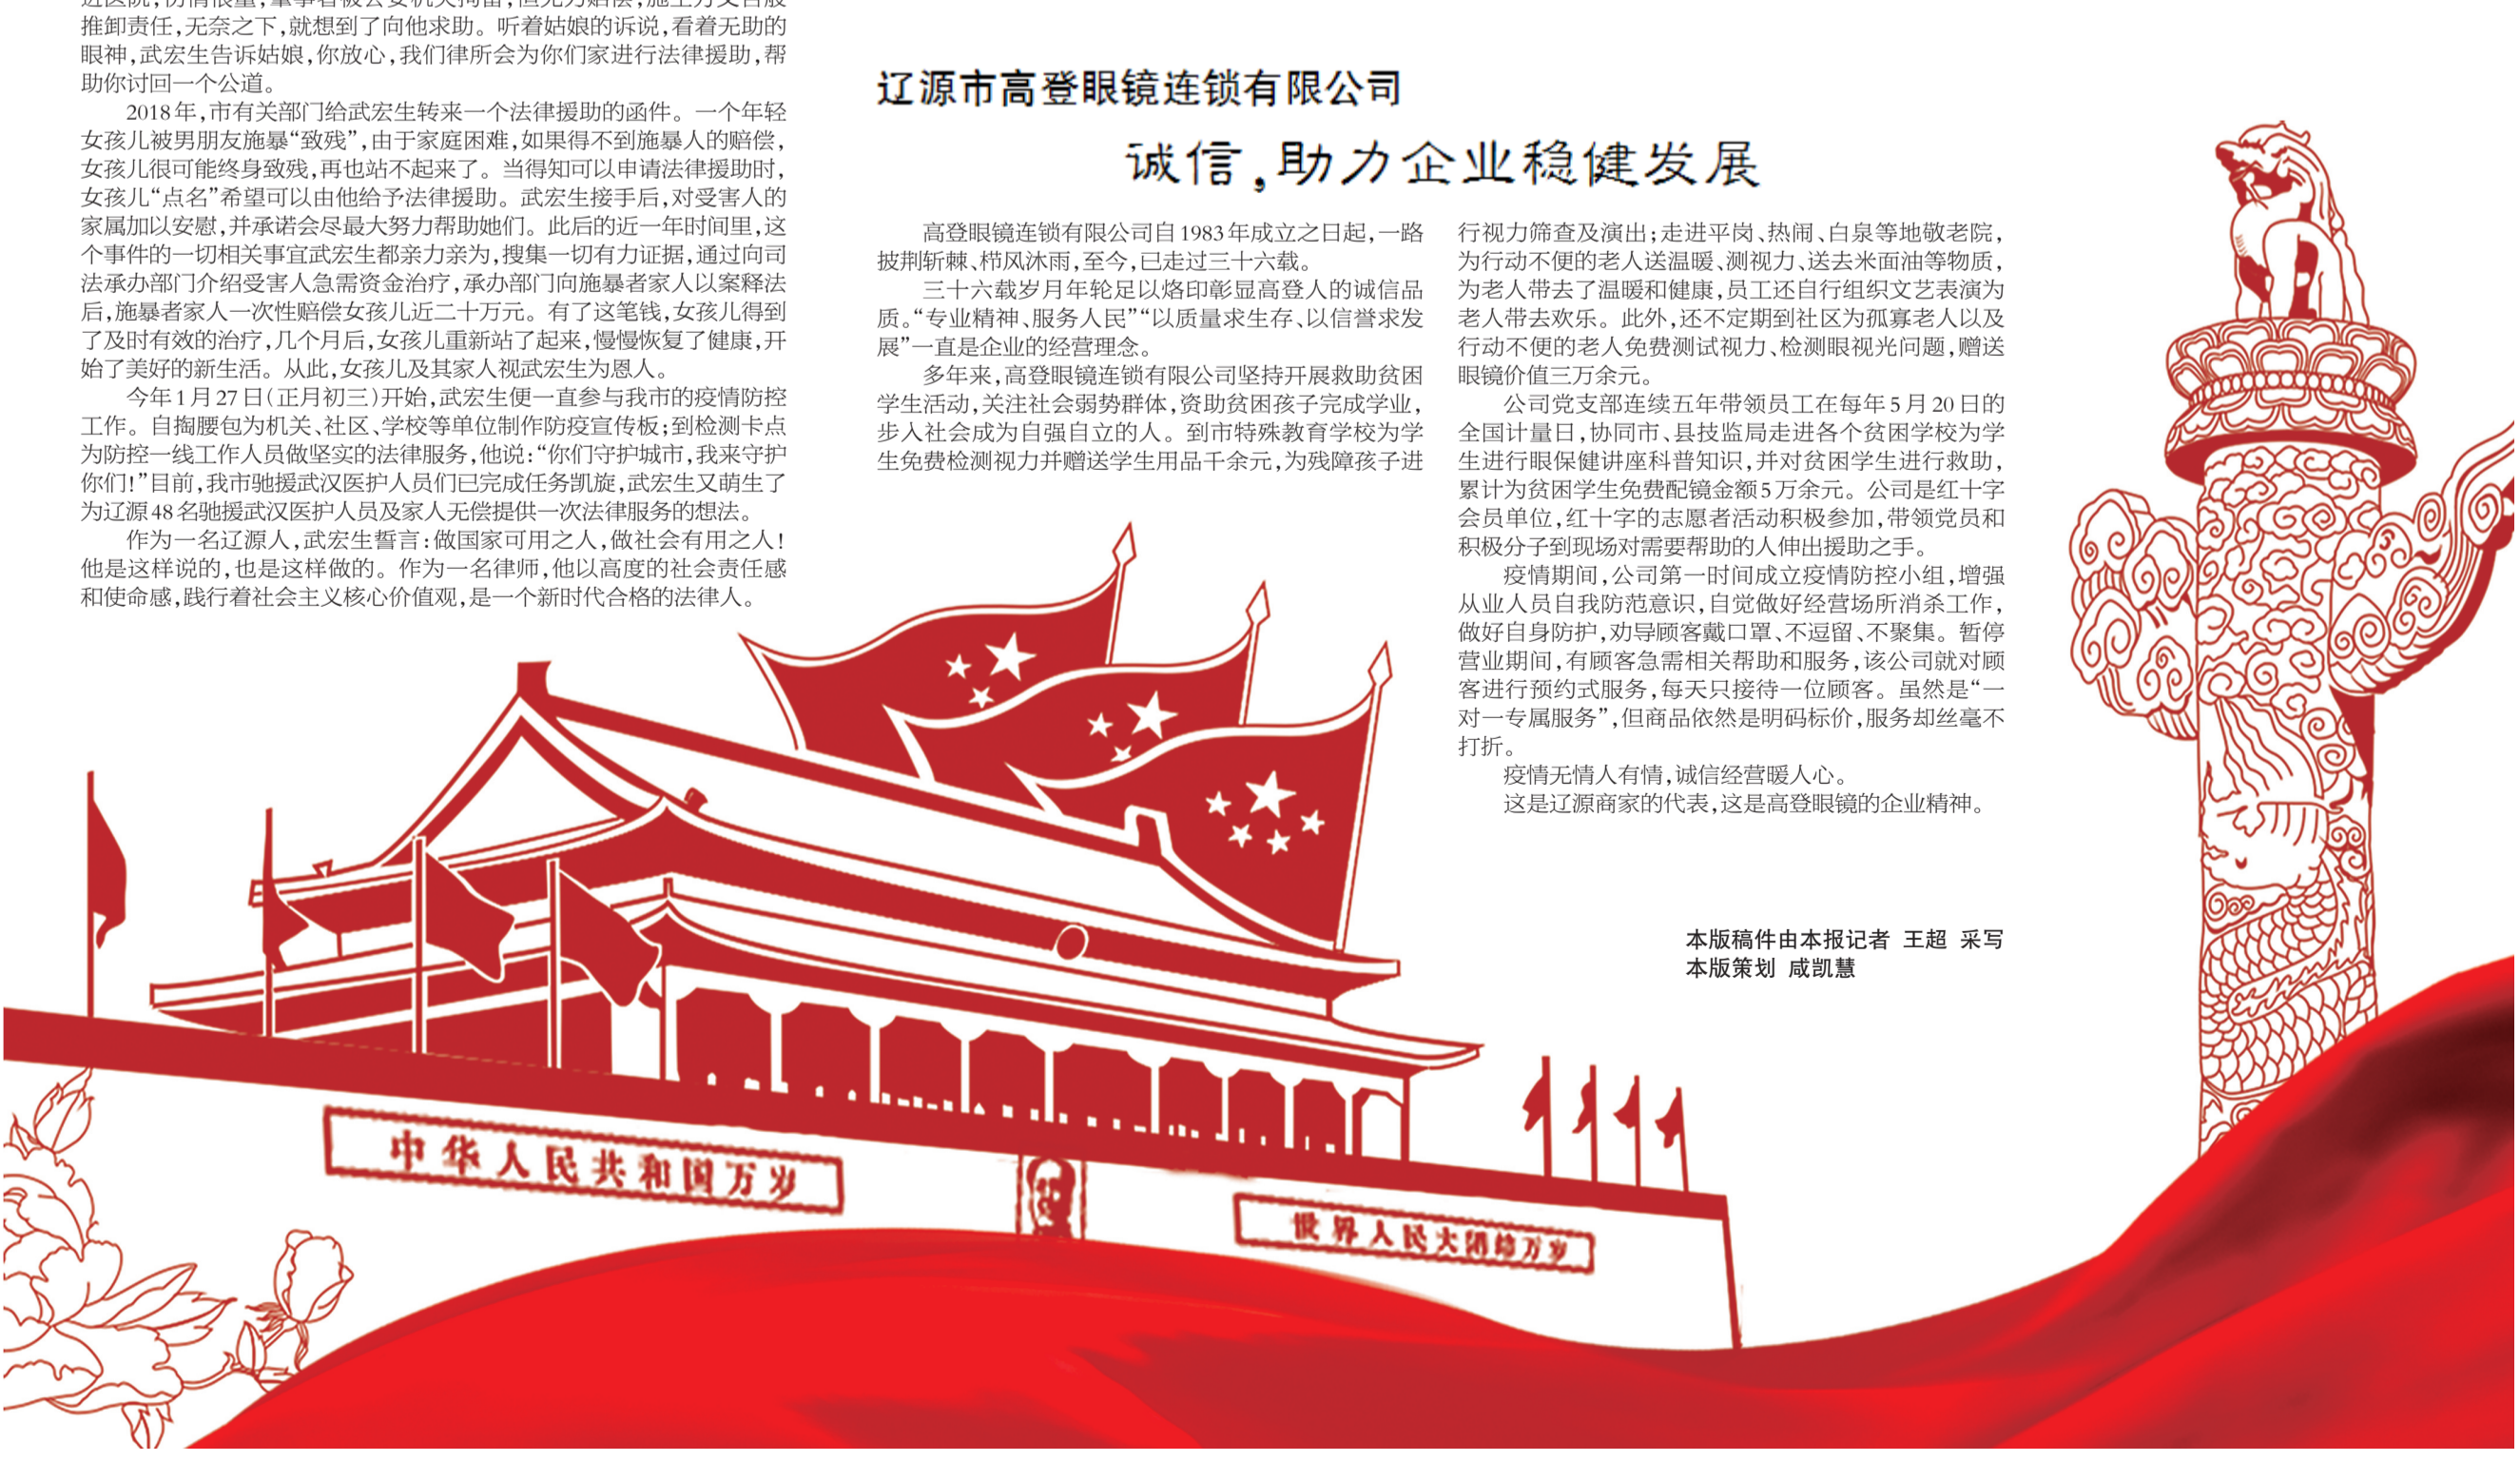 推卸责任,无奈之下,就想到了向他求助。听着姑娘的诉说,看着无助的
眼神,武宏生告诉姑娘,你放心,我们律所会为你们家进行法律援助,帮
助你讨回一个公道。
2018年,市有关部门给武宏生转来一个法律援助的函件。一个年轻
女孩儿被男朋友施暴“致残”,由于家庭困难,如果得不到施暴人的赔偿,
女孩儿很可能终身致残,再也站不起来了。当得知可以申请法律援助时,
女孩儿“点名”希望可以由他给予法律援助。武宏生接手后,对受害人的
家属加以安慰,并承诺会尽最大努力帮助她们。此后的近一年时间里,这
个事件的一切相关事宜武宏生都亲力亲为,搜集一切有力证据,通过向司
法承办部门介绍受害人急需资金治疗,承办部门向施暴者家人以案释法
后,施暴者家人一次性赔偿女孩儿近二十万元。有了这笔钱,女孩儿得到
了及时有效的治疗,几个月后,女孩儿重新站了起来,慢慢恢复了健康,开
始了美好的新生活。从此,女孩儿及其家人视武宏生为恩人。
今年1月27日(正月初三)开始,武宏生便一直参与我市的疫情防控
工作。自掏腰包为机关、社区、学校等单位制作防疫宣传板;到检测卡点
为防控一线工作人员做坚实的法律服务,他说:“你们守护城市,我来守护
你们!”目前,我市驰援武汉医护人员们已完成任务凯旋,武宏生又萌生了
为辽源48名驰援武汉医护人员及家人无偿提供一次法律服务的想法。
作为一名辽源人,武宏生誓言:做国家可用之人,做社会有用之人!
他是这样说的,也是这样做的。作为一名律师,他以高度的社会责任感
和使命感,践行着社会主义核心价值观,是一个新时代合格的法律人。
辽源市高登眼镜连锁有限公司
诚信,助力企业稳健发展
高登眼镜连锁有限公司自1983年成立之日起,一路
披荆斩棘、栉风沐雨,至今,已走过三十六载。
三十六载岁月年轮足以烙印彰显高登人的诚信品
质。“专业精神、服务人民”“以质量求生存、以信誉求发
展”一直是企业的经营理念。
多年来,高登眼镜连锁有限公司坚持开展救助贫困
学生活动,关注社会弱势群体,资助贫困孩子完成学业,
步入社会成为自强自立的人。到市特殊教育学校为学
生免费检测视力并赠送学生用品千余元,为残障孩子进
行视力筛查及演出;走进平岗、热闹、白泉等地敬老院,
为行动不便的老人送温暖、测视力、送去米面油等物质,
为老人带去了温暖和健康,员工还自行组织文艺表演为
老人带去欢乐。此外,还不定期到社区为孤寡老人以及
行动不便的老人免费测试视力、检测眼视光问题,赠送
眼镜价值三万余元。
公司党支部连续五年带领员工在每年5月20日的
全国计量日,协同市、县技监局走进各个贫困学校为学
生进行眼保健讲座科普知识,并对贫困学生进行救助,
累计为贫困学生免费配镜金额5万余元。公司是红十字
会员单位,红十字的志愿者活动积极参加,带领党员和
积极分子到现场对需要帮助的人伸出援助之手。
疫情期间,公司第一时间成立疫情防控小组,增强
从业人员自我防范意识,自觉做好经营场所消杀工作,
做好自身防护,劝导顾客戴口罩、不逗留、不聚集。暂停
营业期间,有顾客急需相关帮助和服务,该公司就对顾
客进行预约式服务,每天只接待一位顾客。虽然是“一
对一专属服务”,但商品依然是明码标价,服务却丝毫不
打折。
疫情无情人有情,诚信经营暖人心。
这是辽源商家的代表,这是高登眼镜的企业精神。
本版稿件由本报记者 王超 采写
本版策划 咸凯慧
中华人民共和国万岁
世界人民大团结万岁